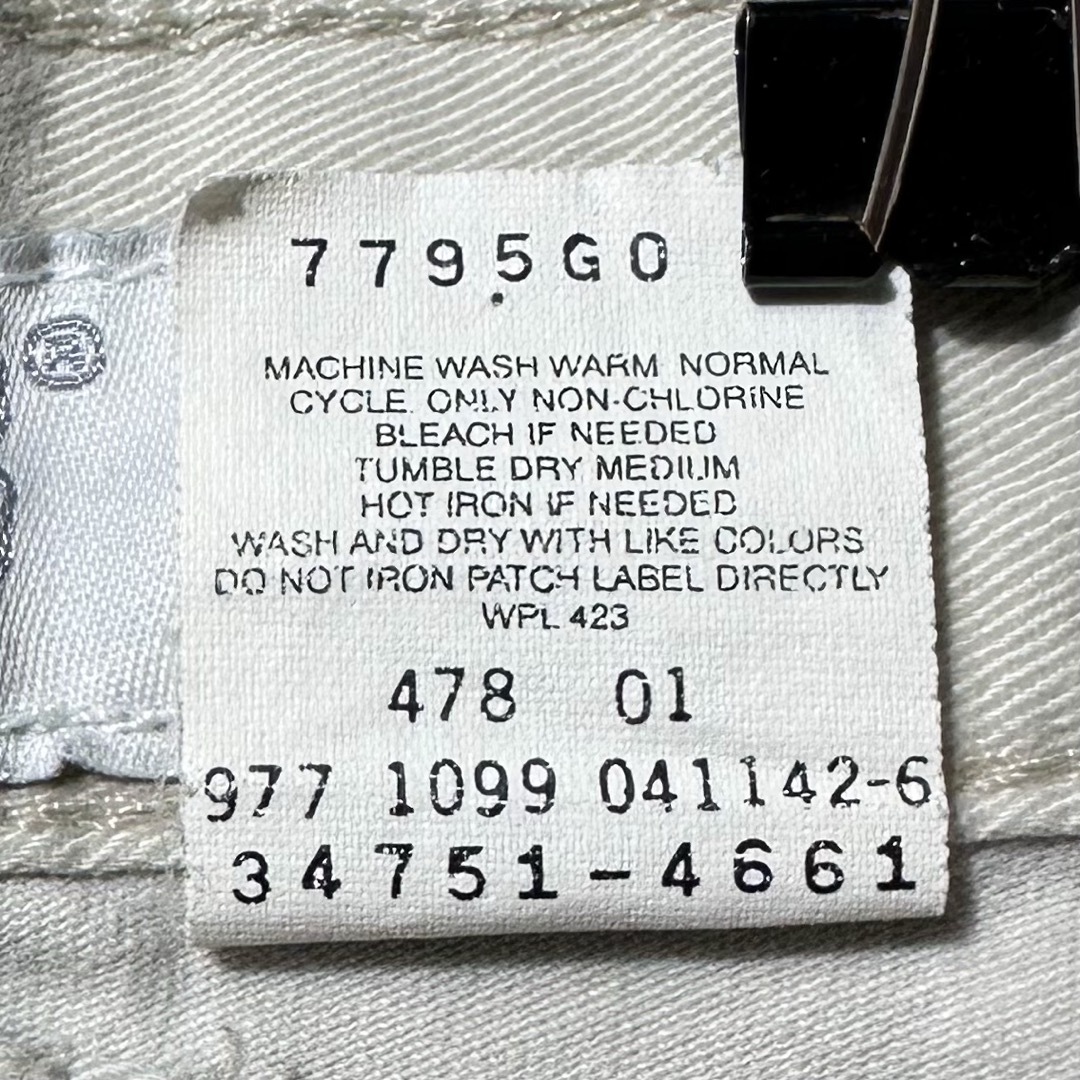 7795G0
MACHINE WASH WARM NORMAL
CYCLE. ONLY NON-CHLORINE
BLEACH IF NEEDED
TUMBLE DRY MEDIUM
HOT IRON IF NEEDED
WASH AND DRY WITH LIKE COLORS
DO NOT IRON PATCH LABEL DIRECTLY
WPL 423
478 01
977 1099 041142-6
34751-4661